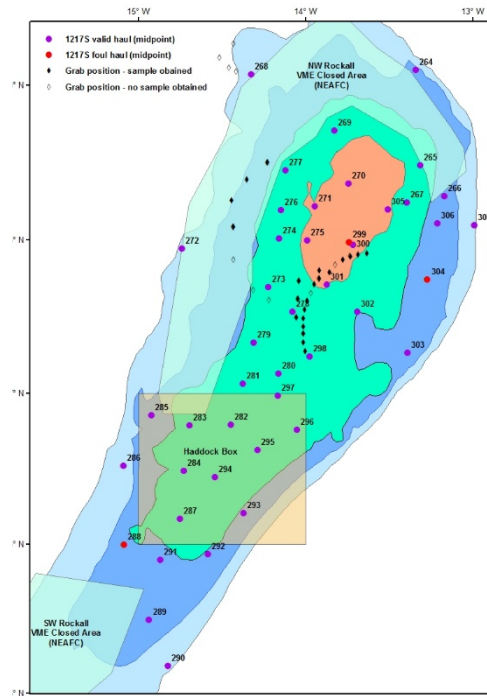 15° W
14° W
13° W
1217S valid haul (midpoint)
1217S foul haul (midpoint)
Grab position - sample obained
Grab position - no sample obtained
268
NW Rockall
VME Closed Area
(NEAFC)
264
° N
269
277
265
270
276
271
305
267
266
306
274
275
299
300
° N
272
273
301
304
278
302
279
298
303
280
281
297
° N
285
283
282
296
Haddock Box
295
286
284
294
287
293
288
° N
291
292
289
SW Rockall
VME Closed Area
(NEAFC)
290
° N